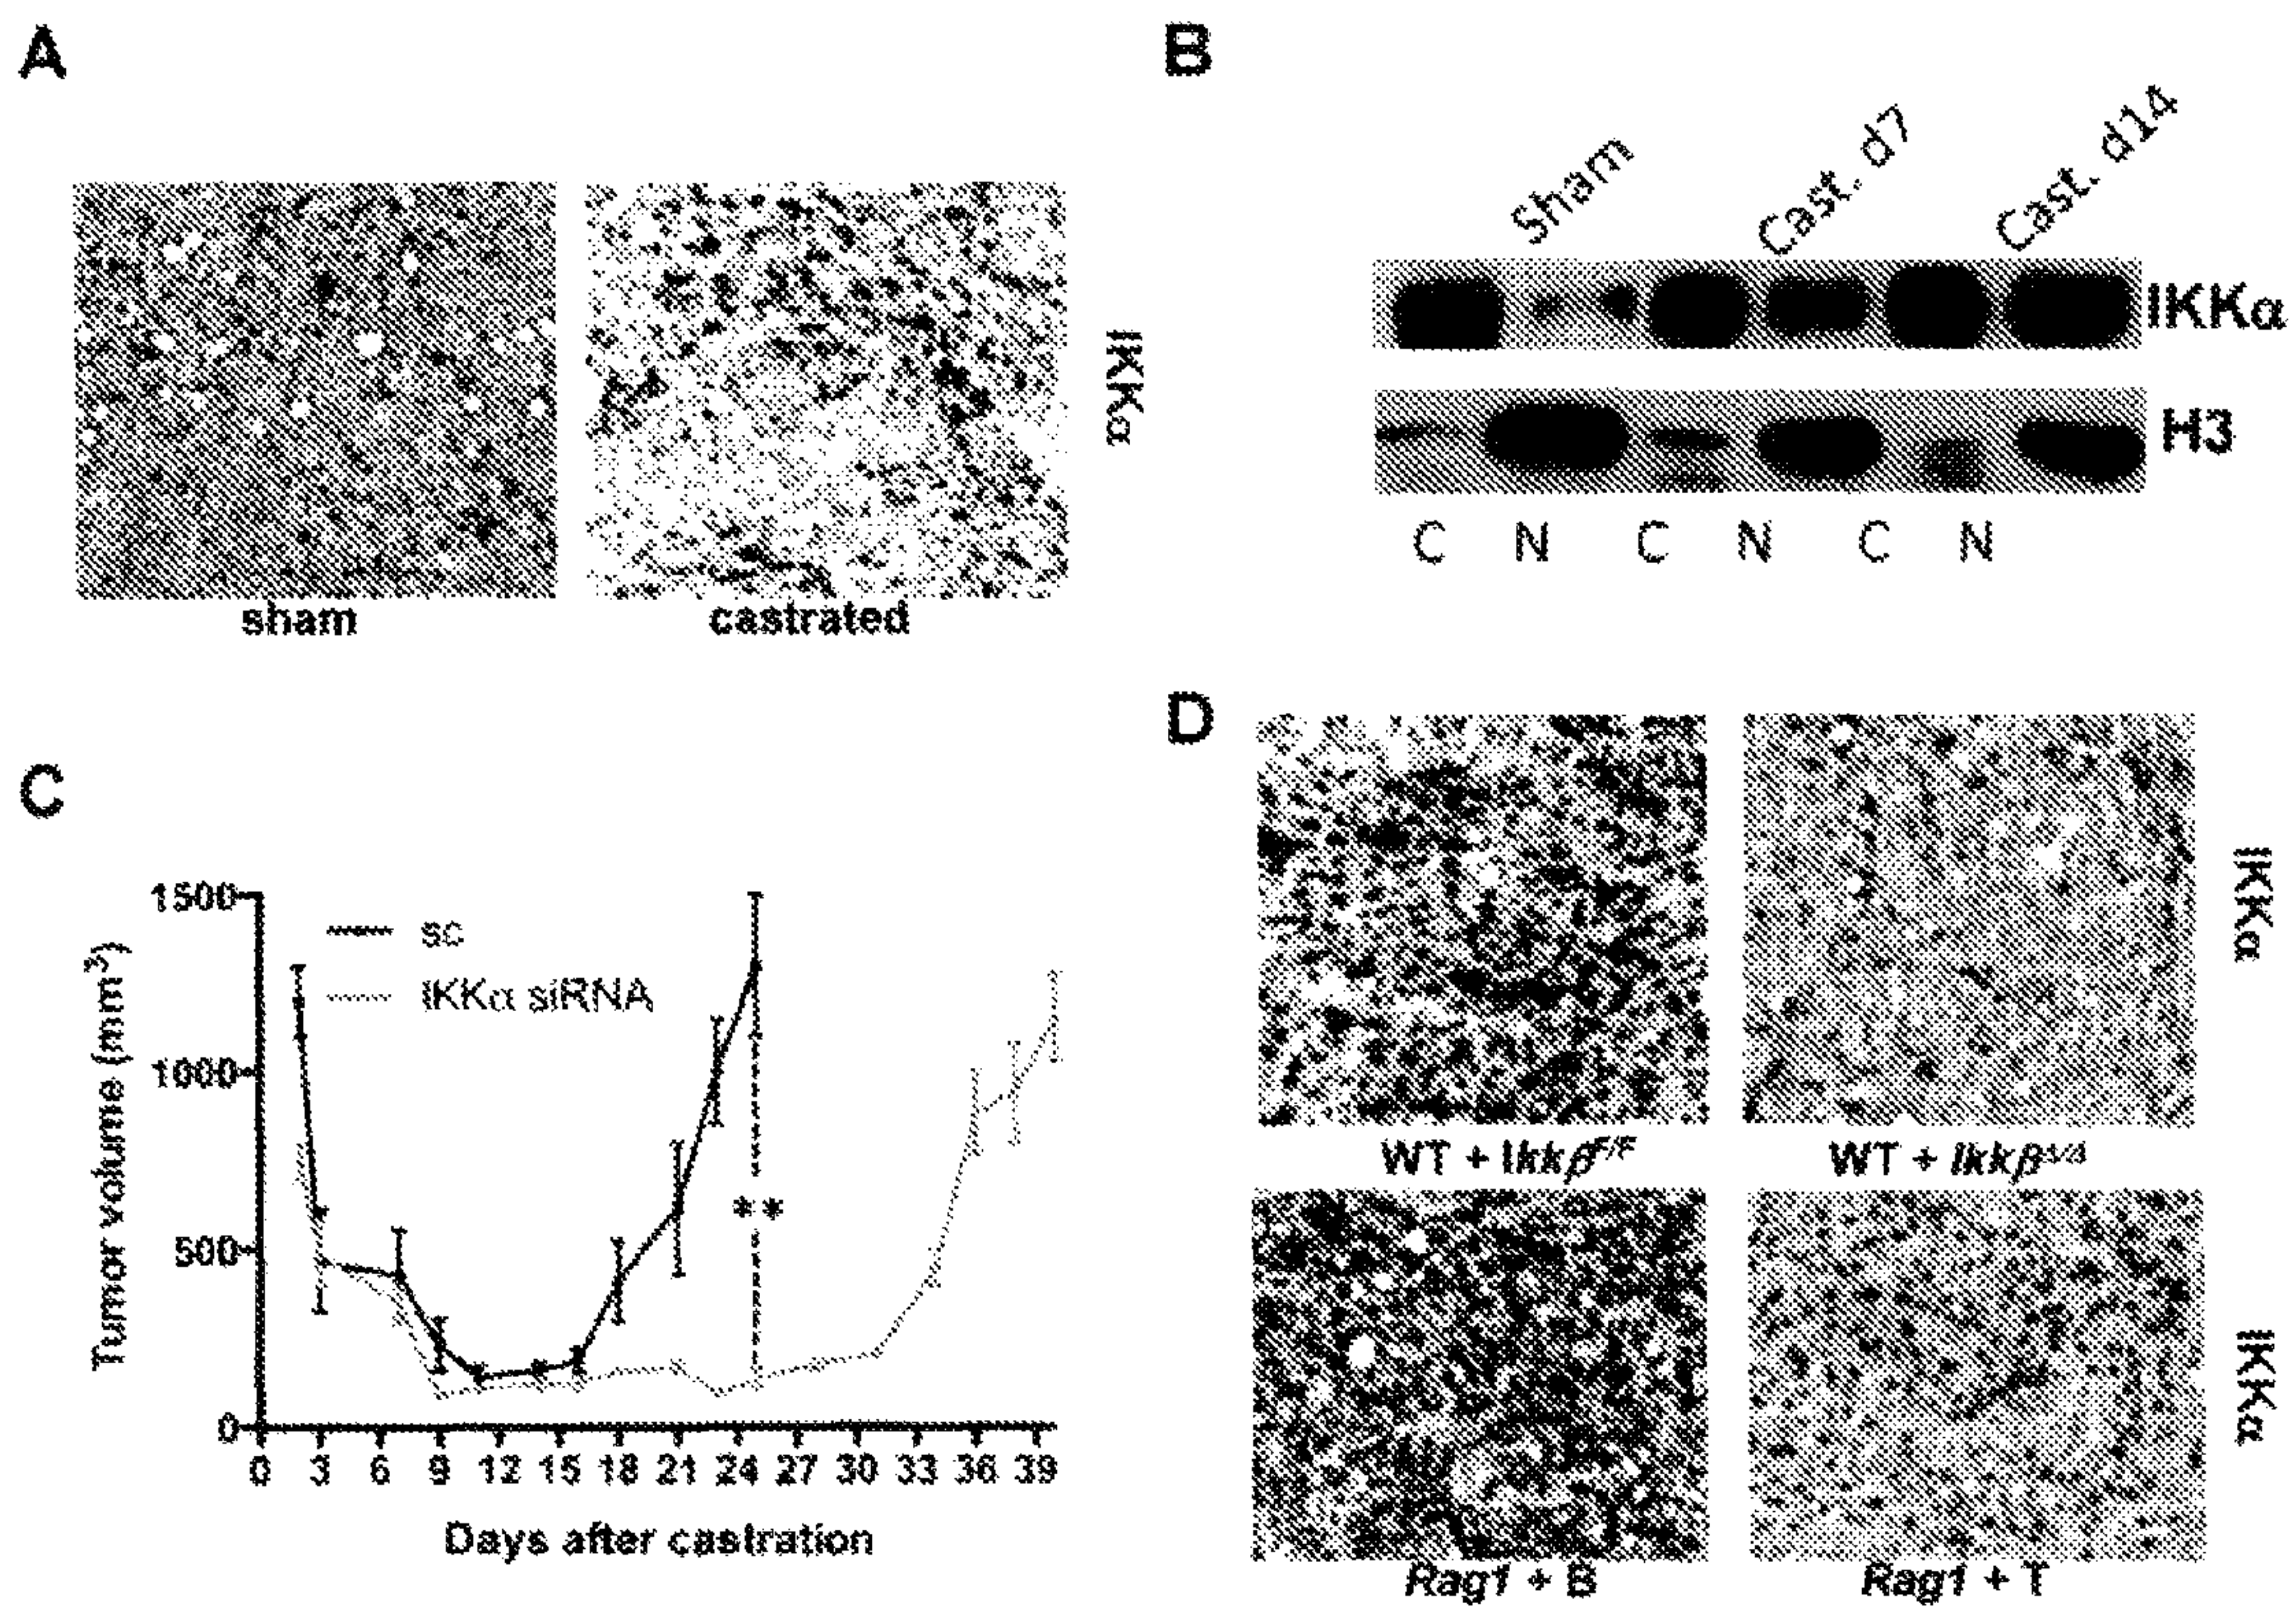 A
sham
castrated
IKKα
B
Sham
Cast. d7
Cast. d14
IKKα
H3
C N C N C N
C
Tumor volume (mm³)
1500
1000
500
0
sc
IKKα siRNA
**
0 3 6 9 12 15 18 21 24 27 30 33 36 39
Days after castration
D
WT + Ikkβ^F/F
WT + Ikkβ^Δ/Δ
IKKα
Rag1 + B
Rag1 + T
IKKα